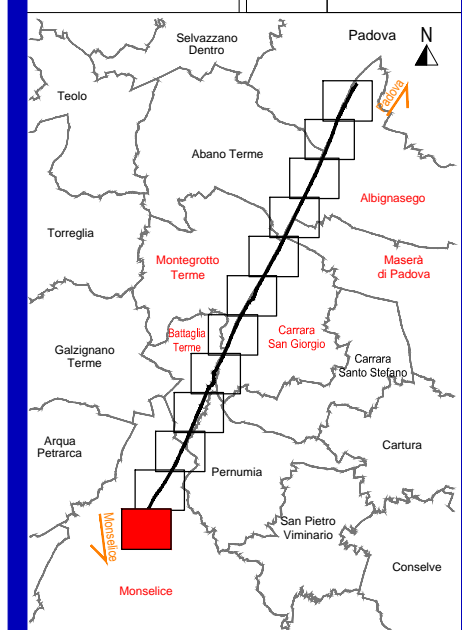 Selvazzano
Dentro
Padova
N
Teolo
Padova
Abano Terme
Albignasego
Torreglia
Montegrotto
Terme
Maserà
di Padova
Battaglia
Terme
Carrara
San Giorgio
Galzignano
Terme
Carrara
Santo Stefano
Arqua
Petrarca
Cartura
Pernumia
Monselice
San Pietro
Viminario
Conselve
Monselice